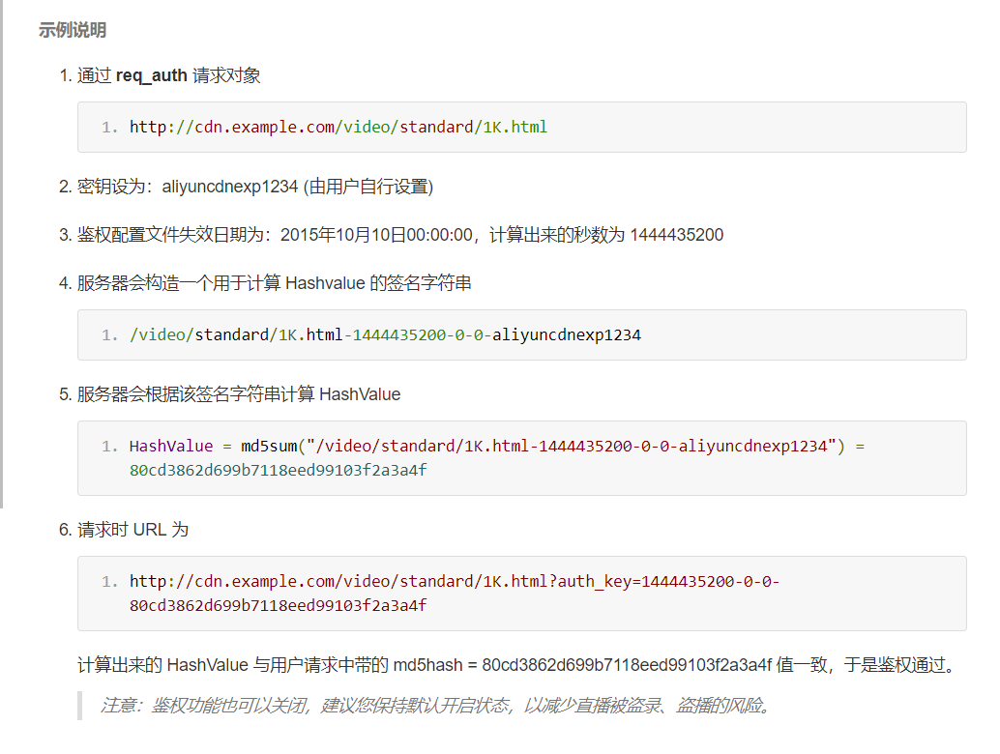 示例说明
1. 通过 req_auth 请求对象
1. http://cdn.example.com/video/standard/1K.html
2. 密钥设为：aliyuncdnexp1234 (由用户自行设置)
3. 鉴权配置文件失效日期为：2015年10月10日00:00:00，计算出来的秒数为 1444435200
4. 服务器会构造一个用于计算 Hashvalue 的签名字符串
1. /video/standard/1K.html-1444435200-0-0-aliyuncdnexp1234
5. 服务器会根据该签名字符串计算 HashValue
1. HashValue = md5sum("/video/standard/1K.html-1444435200-0-0-aliyuncdnexp1234") =
80cd3862d699b7118eed99103f2a3a4f
6. 请求时 URL 为
1. http://cdn.example.com/video/standard/1K.html?auth_key=1444435200-0-0-
80cd3862d699b7118eed99103f2a3a4f
计算出来的 HashValue 与用户请求中带的 md5hash = 80cd3862d699b7118eed99103f2a3a4f 值一致，于是鉴权通过。
注意：鉴权功能也可以关闭，建议您保持默认开启状态，以减少直播被盗录、盗播的风险。